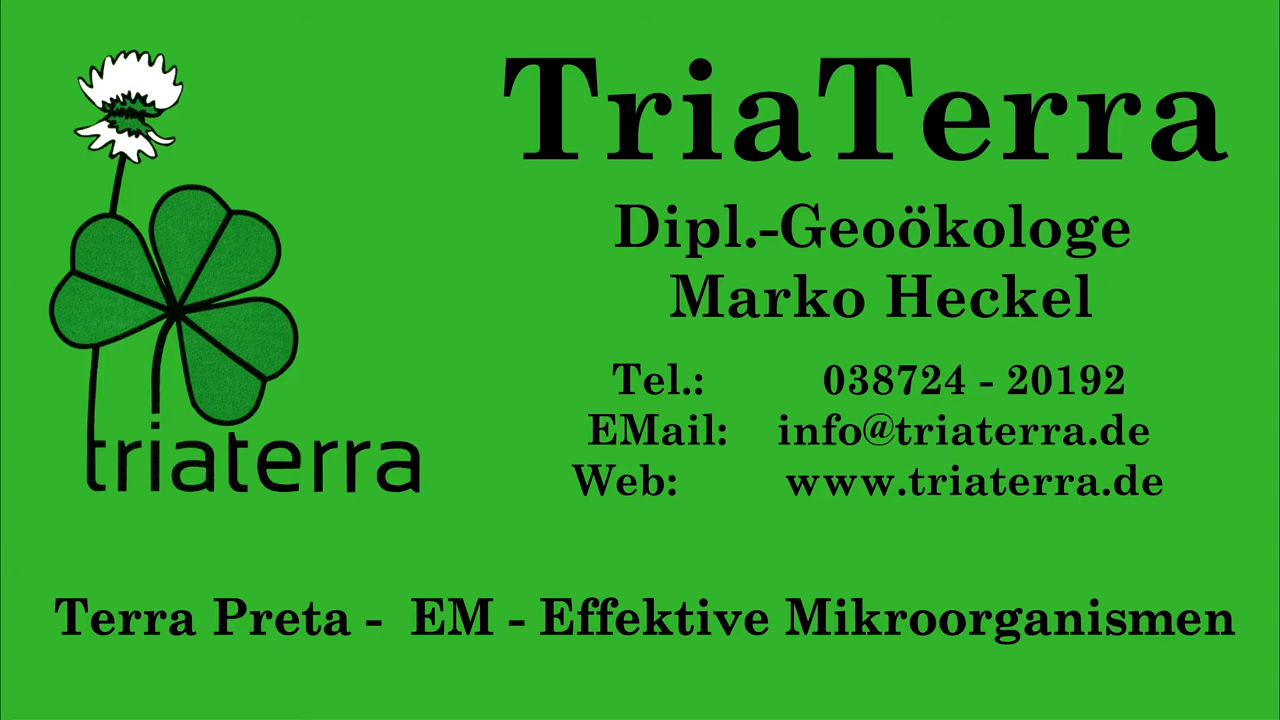 TriaTerra
Dipl.-Geoökologe
Marko Heckel
Tel.: 038724 - 20192
EMail: info@triaterra.de
Web: www.triaterra.de
triaterra
Terra Preta - EM - Effektive Mikroorganismen